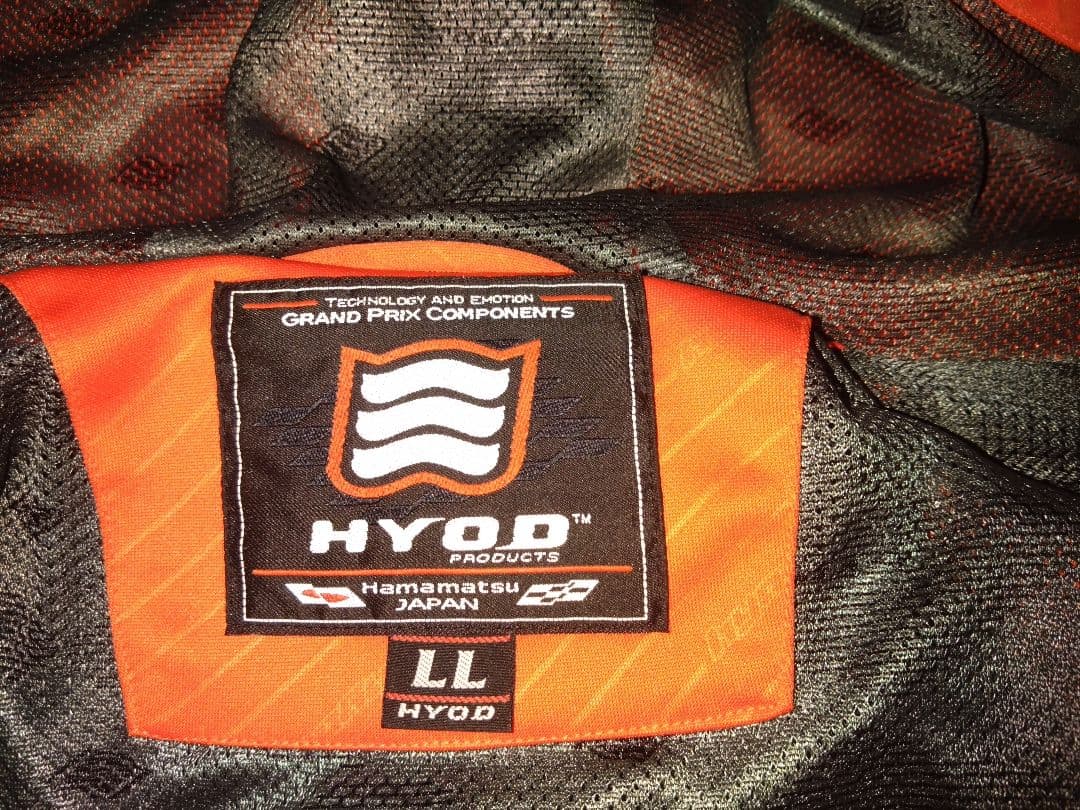 TECHNOLOGY AND EMOTION
GRAND PRIX COMPONENTS
HYOD™
PRODUCTS
Hamamatsu
JAPAN
LL
HYOD